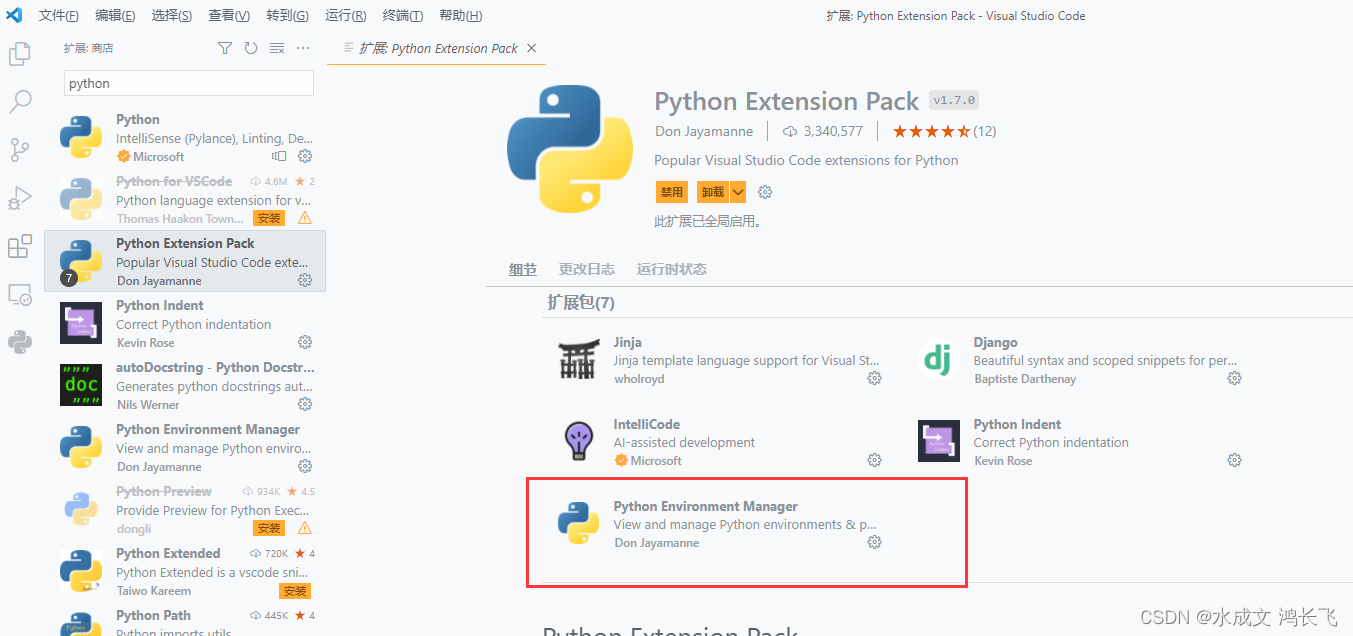 文件(F) 编辑(E) 选择(S) 查看(V) 转到(G) 运行(R) 终端(T) 帮助(H) 扩展: Python Extension Pack - Visual Studio Code
扩展: 商店
扩展: Python Extension Pack
python
Python
IntelliSense (Pylance), Linting, De...
Microsoft
Python for VSCode 4.6M 2
Python language extension for v...
Thomas Haakon Town... 安装
Python Extension Pack
Popular Visual Studio Code exte...
7
Don Jayamanne
Python Indent
Correct Python indentation
Kevin Rose
"""
doc
"""
autoDocstring - Python Docstr...
Generates python docstrings aut...
Nils Werner
Python Environment Manager
View and manage Python enviro...
Don Jayamanne
Python Preview 934K 4.5
Provide Preview for Python Exec...
dongli 安装
Python Extended 720K 4
Python Extended is a vscode sni...
Taiwo Kareem 安装
Python Path 445K 4
Python imports utils
Python Extension Pack v1.7.0
Don Jayamanne 3,340,577 (12)
Popular Visual Studio Code extensions for Python
禁用 卸载
此扩展已全局启用。
细节 更改日志 运行时状态
扩展包(7)
Jinja
Jinja template language support for Visual St...
wholroyd
dj
Django
Beautiful syntax and scoped snippets for per...
Baptiste Darthenay
IntelliCode
AI-assisted development
Microsoft
Python Indent
Correct Python indentation
Kevin Rose
Python Environment Manager
View and manage Python environments & p...
Don Jayamanne
Python Extension Pack
CSDN @水成文 鸿长飞